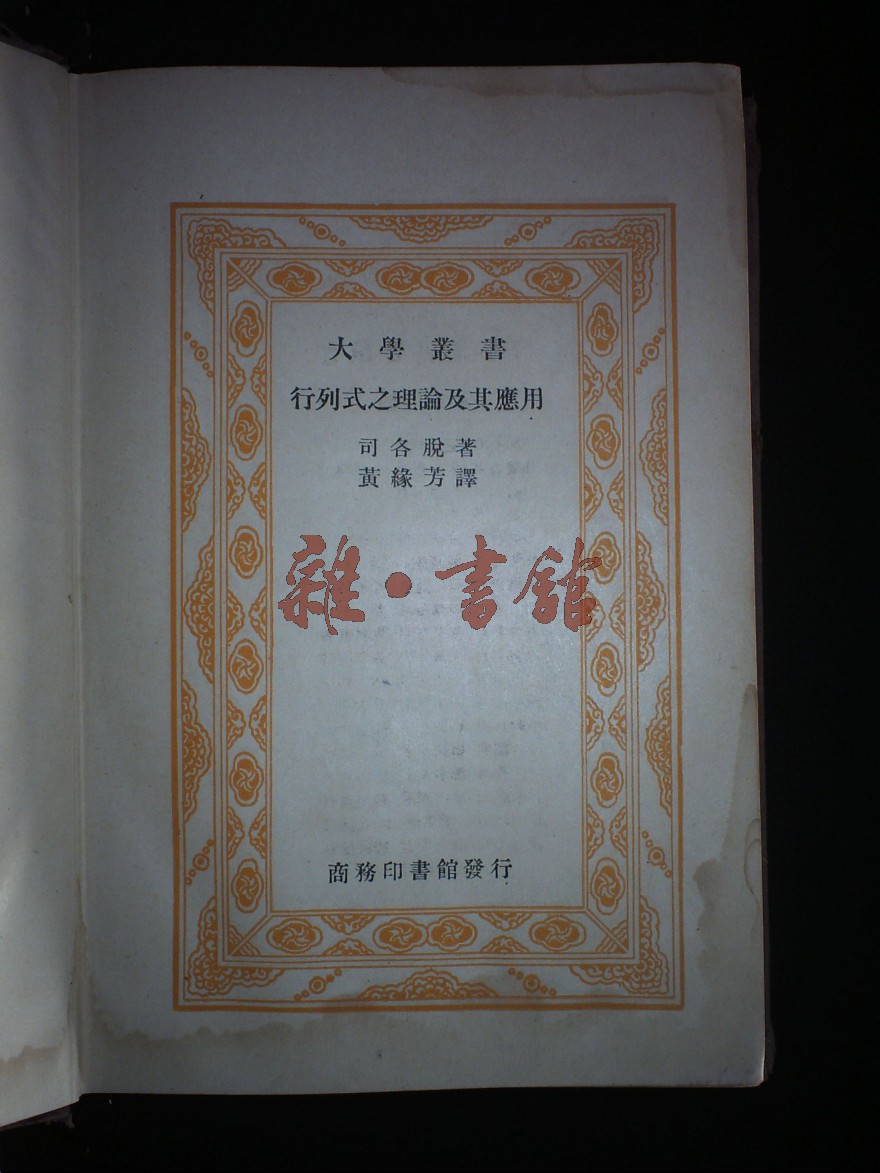 大學叢書
行列式之理論及其應用
司各脫著
黃緣芳譯
雜·書館
商務印書館發行